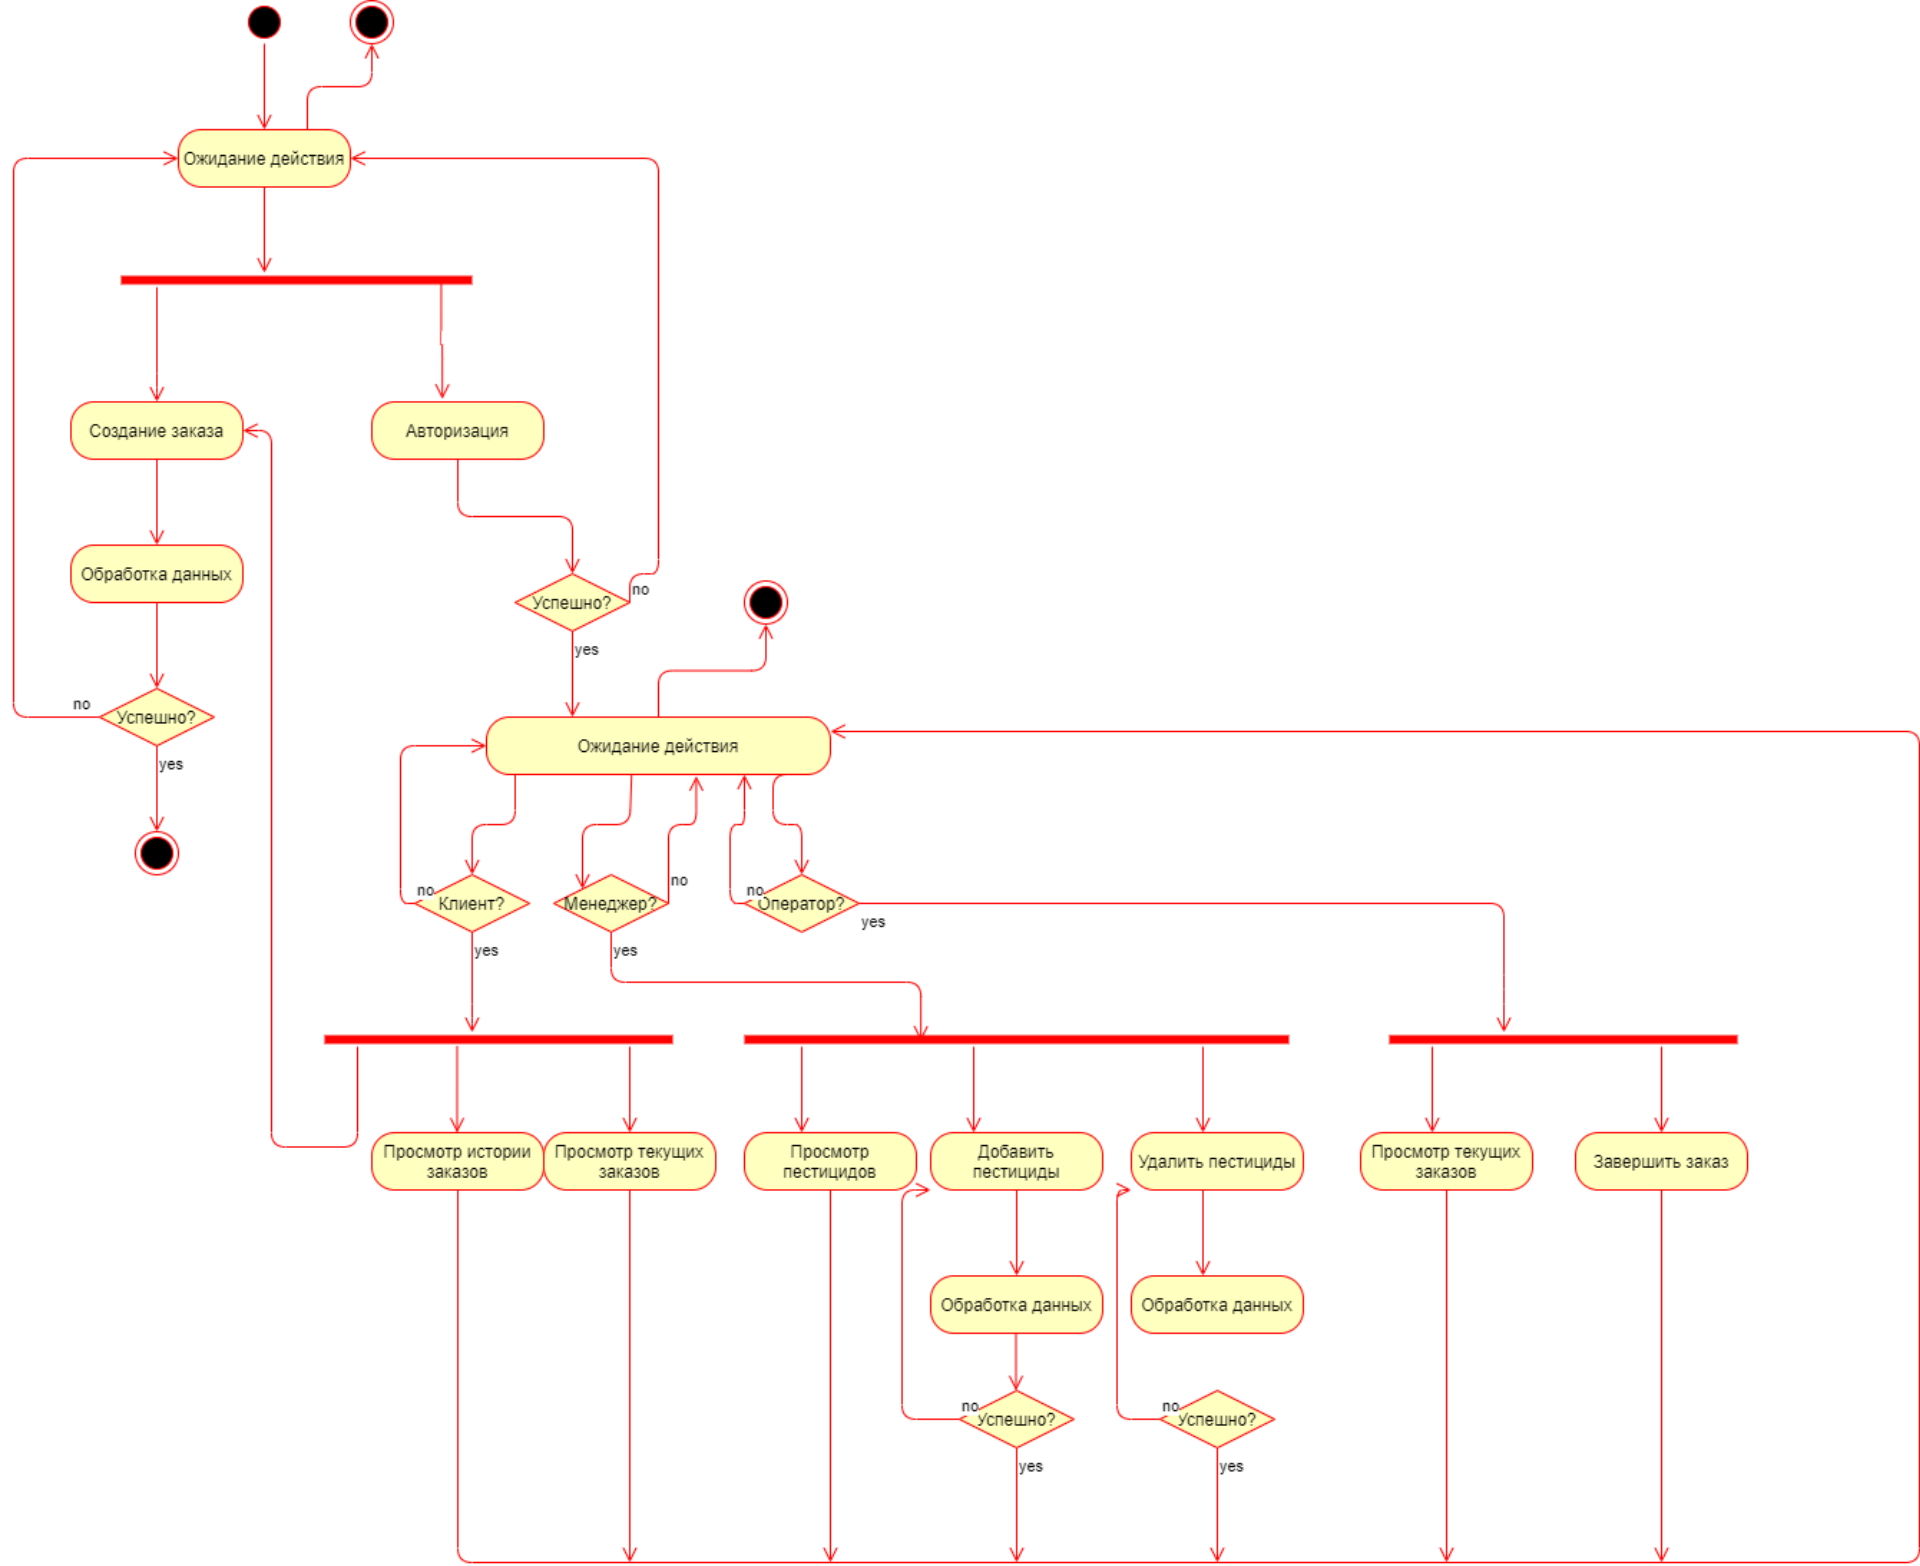 Ожидание действия
Создание заказа
Авторизация
Обработка данных
Успешно?
no
yes
no
Успешно?
yes
Ожидание действия
no
Клиент?
yes
Менеджер?
no
yes
no
Оператор?
yes
Просмотр истории
заказов
Просмотр текущих
заказов
Просмотр
пестицидов
Добавить
пестициды
Удалить пестициды
Просмотр текущих
заказов
Завершить заказ
Обработка данных
Обработка данных
no
Успешно?
yes
no
Успешно?
yes